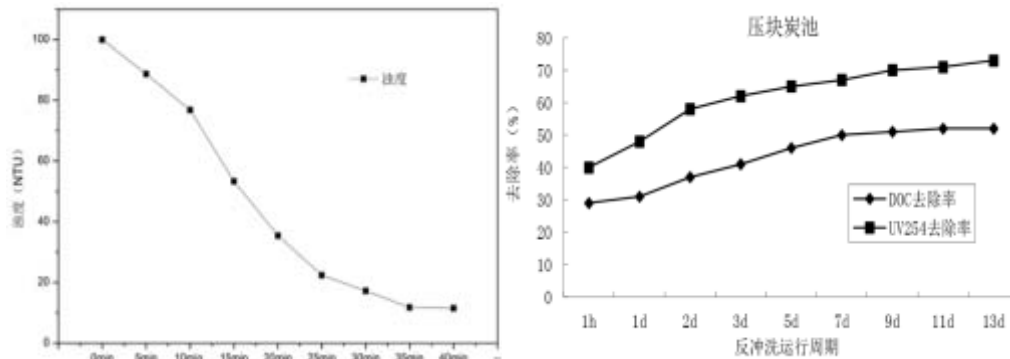 100
80
60
40
20
0
浊度（NTU）
浊度
0min 5min 10min 15min 20min 25min 30min 35min 40min
压块炭池
80
70
60
50
40
30
20
10
0
去除率（%）
DOC去除率
UV254去除率
1h 1d 2d 3d 5d 7d 9d 11d 13d
反冲洗运行周期